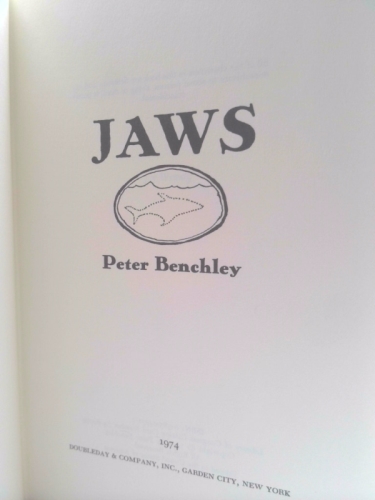 JAWS
Peter Benchley
1974
DOUBLEDAY & COMPANY, INC., GARDEN CITY, NEW YORK